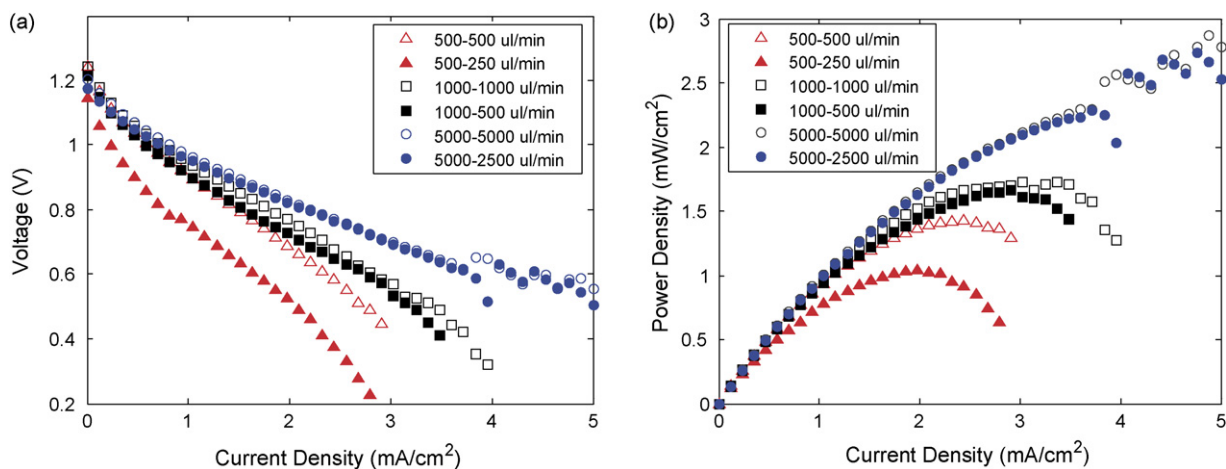 (a)
Voltage (V)
1.2
1
0.8
0.6
0.4
0.2
0
1
2
3
4
5
Current Density (mA/cm²)
500-500 ul/min
500-250 ul/min
1000-1000 ul/min
1000-500 ul/min
5000-5000 ul/min
5000-2500 ul/min
(b)
Power Density (mW/cm²)
3
2.5
2
1.5
1
0.5
0
0
1
2
3
4
5
Current Density (mA/cm²)
500-500 ul/min
500-250 ul/min
1000-1000 ul/min
1000-500 ul/min
5000-5000 ul/min
5000-2500 ul/min